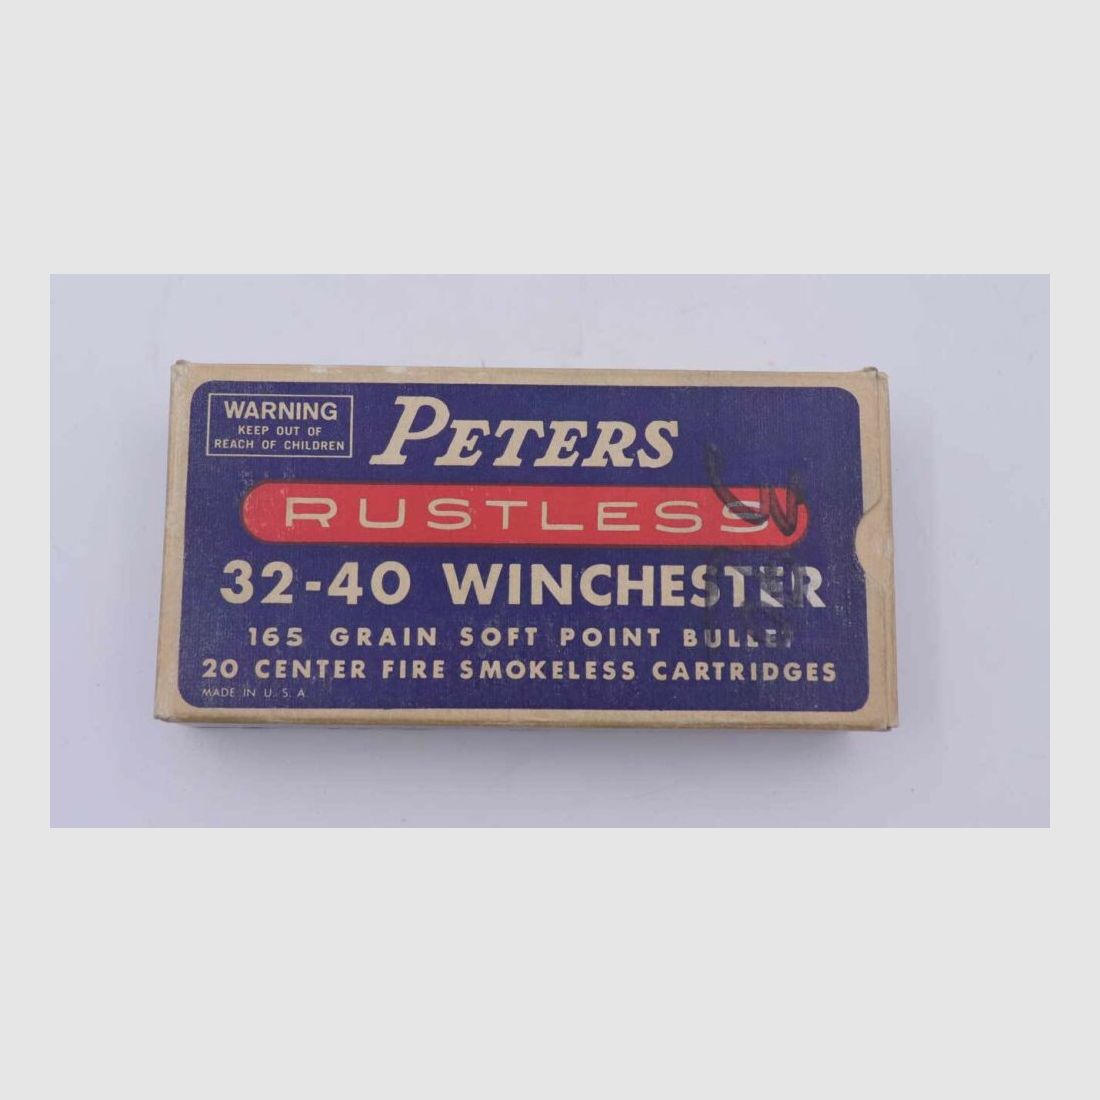 WARNING
KEEP OUT OF
REACH OF CHILDREN
PETERS
RUSTLESS
32-40 WINCHESTER
165 GRAIN SOFT POINT BULLET
20 CENTER FIRE SMOKELESS CARTRIDGES
MADE IN U.S.A.